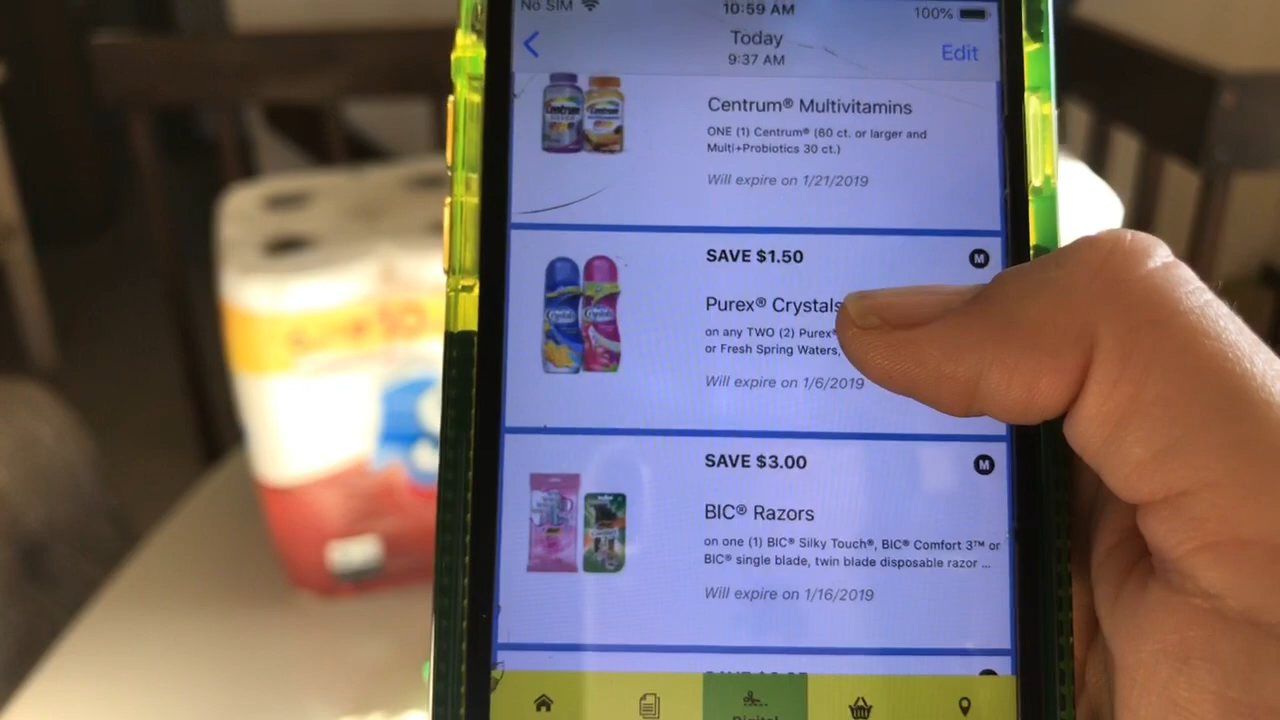 No SIM
10:59 AM
100%
Today
9:37 AM
Edit
Centrum
Centrum
Centrum® Multivitamins
ONE (1) Centrum® (60 ct. or larger and
Multi+Probiotics 30 ct.)
Will expire on 1/21/2019
SAVE $1.50
M
Purex® Crystals
on any TWO (2) Purex®
or Fresh Spring Waters,
Will expire on 1/6/2019
Crystals
Crystals
SAVE $3.00
M
BIC® Razors
on one (1) BIC® Silky Touch®, BIC® Comfort 3™ or
BIC® single blade, twin blade disposable razor ...
Will expire on 1/16/2019
Digital